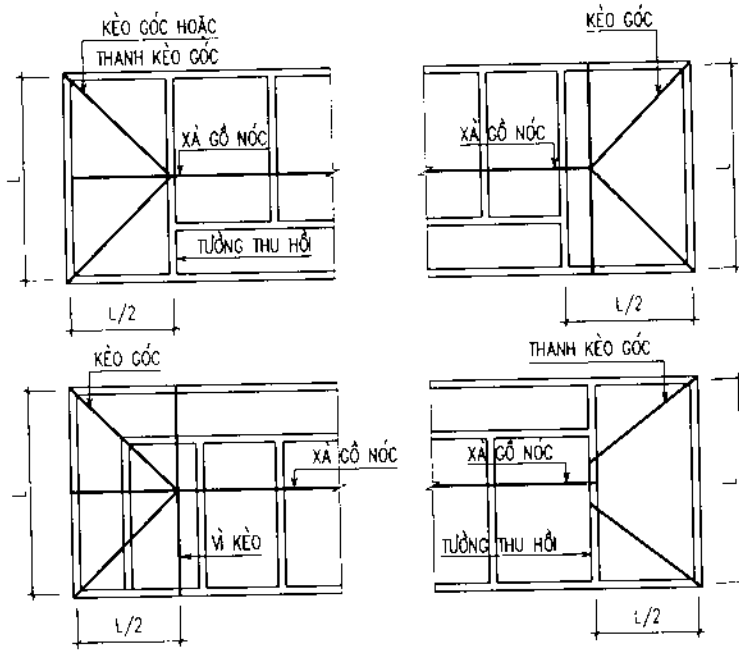 KÈO GÓC HOẶC
THANH KÈO GÓC
XÀ GỒ NÓC
TƯỜNG THU HỒI
L
L/2
KÈO GÓC
XÀ GỒ NÓC
L
L/2
KÈO GÓC
XÀ GỒ NÓC
VÌ KÈO
L
L/2
THANH KÈO GÓC
XÀ GỒ NÓC
TƯỜNG THU HỒI
L
L/2